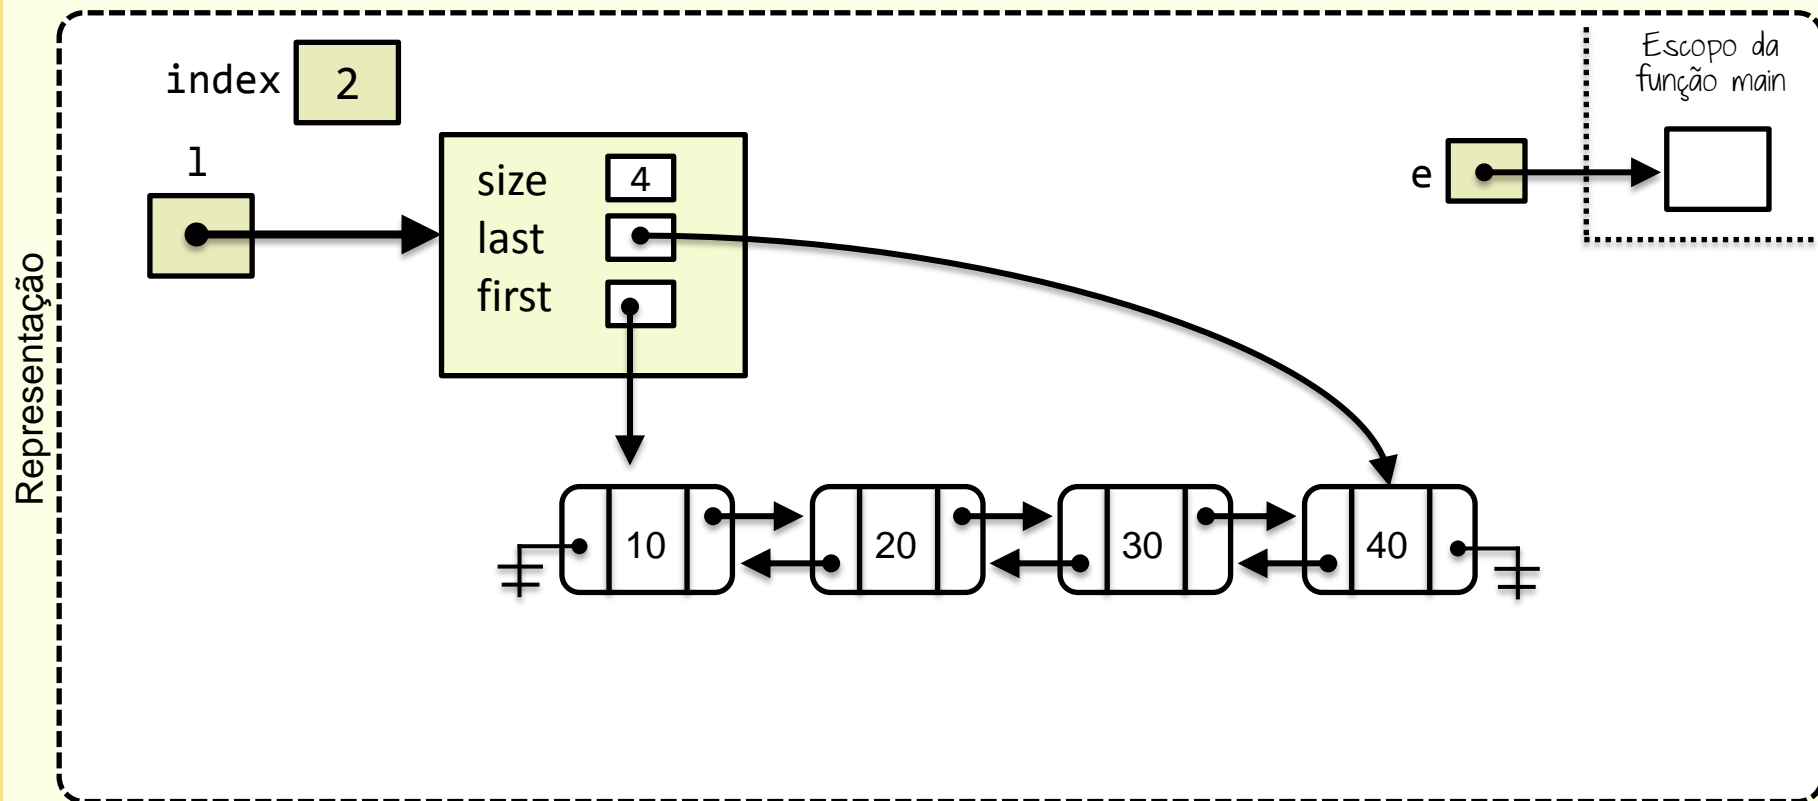 Representação
index 2
l
size 4
last
first
e
Escopo da
função main
10 20 30 40